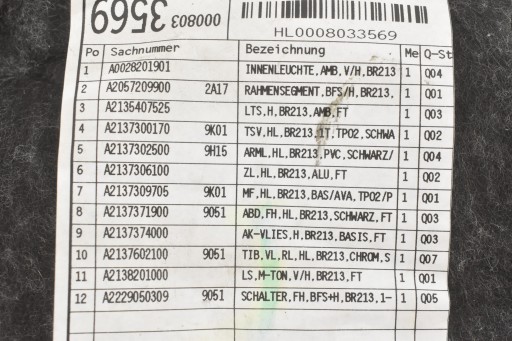 000803 3569
HL0008033569
Po Sachnummer Bezeichnung Me Q-St
1 A0028201901 INNENLEUCHTE,AMB,V/H,BR213 1 Q04
2 A2057209900 2A17 RAHMENSEGMENT,BFS/H,BR213, 1 Q01
3 A2135407525 LTS,H,BR213,AMB,FT 1 Q03
4 A2137300170 9K01 TSV,HL,BR213,1T,TPO2,SCHWA 1 Q02
5 A2137302500 9H15 ARML,HL,BR213,PVC,SCHWARZ/ 1 Q04
6 A2137306100 ZL,HL,BR213,ALU,FT 1 Q02
7 A2137309705 9K01 MF,HL,BR213,BAS/AVA,TPO2/P 1 Q01
8 A2137371900 9051 ABD,FH,HL,BR213,SCHWARZ,FT 1 Q03
9 A2137374000 AK-VLIES,H,BR213,BASIS,FT 1 Q03
10 A2137602100 9051 TIB,VL,RL,HL,BR213,CHROM,S 1 Q07
11 A2138201000 LS,M-TON,V/H,BR213,FT 1 Q01
12 A2229050309 9051 SCHALTER,FH,BFS+H,BR213,1- 1 Q05